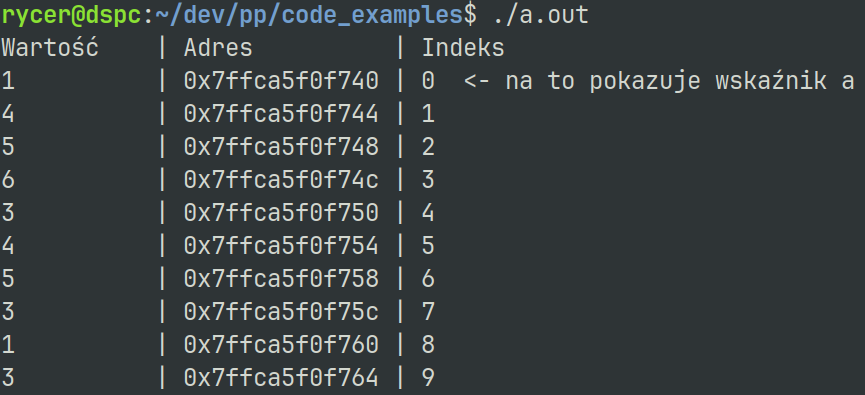 rycer@dspc:~/dev/pp/code_examples$ ./a.out
Wartość    | Adres          | Indeks
1          | 0x7ffca5f0f740 | 0  <- na to pokazuje wskaźnik a
4          | 0x7ffca5f0f744 | 1
5          | 0x7ffca5f0f748 | 2
6          | 0x7ffca5f0f74c | 3
3          | 0x7ffca5f0f750 | 4
4          | 0x7ffca5f0f754 | 5
5          | 0x7ffca5f0f758 | 6
3          | 0x7ffca5f0f75c | 7
1          | 0x7ffca5f0f760 | 8
3          | 0x7ffca5f0f764 | 9